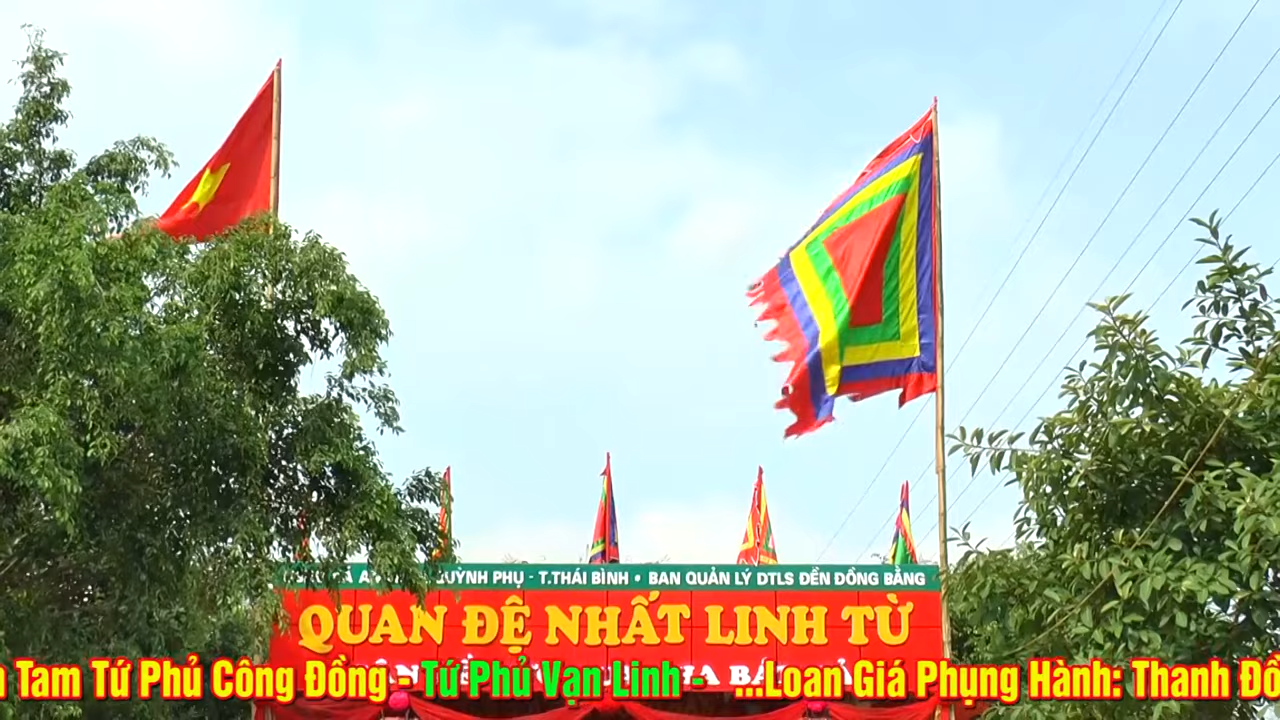 QUỲNH PHỤ - T.THÁI BÌNH • BAN QUẢN LÝ DTLS ĐỀN ĐỒNG BẰNG
QUAN ĐỆ NHẤT LINH TỪ
Tam Tứ Phủ Công Đồng - Tứ Phủ Vạn Linh - ...Loan Giá Phụng Hành: Thanh